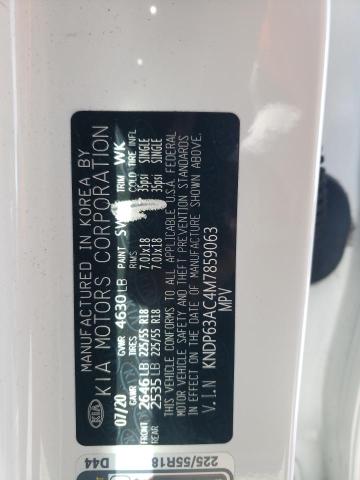 KIA
MANUFACTURED IN KOREA BY
KIA MOTORS CORPORATION
07/20 GVWR 4630LB PAINT TRIM WK
GAWR RIMS COLD TIRE INFL
FRONT 2646LB 225/55 R18 7.0JX18 35psi SINGLE
REAR 2535LB 225/55 R18 7.0JX18 35psi SINGLE
THIS VEHICLE CONFORMS TO ALL APPLICABLE U.S.A. FEDERAL
MOTOR VEHICLE SAFETY AND THEFT PREVENTION STANDARDS
IN EFFECT ON THE DATE OF MANUFACTURE SHOWN ABOVE.
V.I.N KNDP63AC4M7859063
MPV
225/55R18
D44